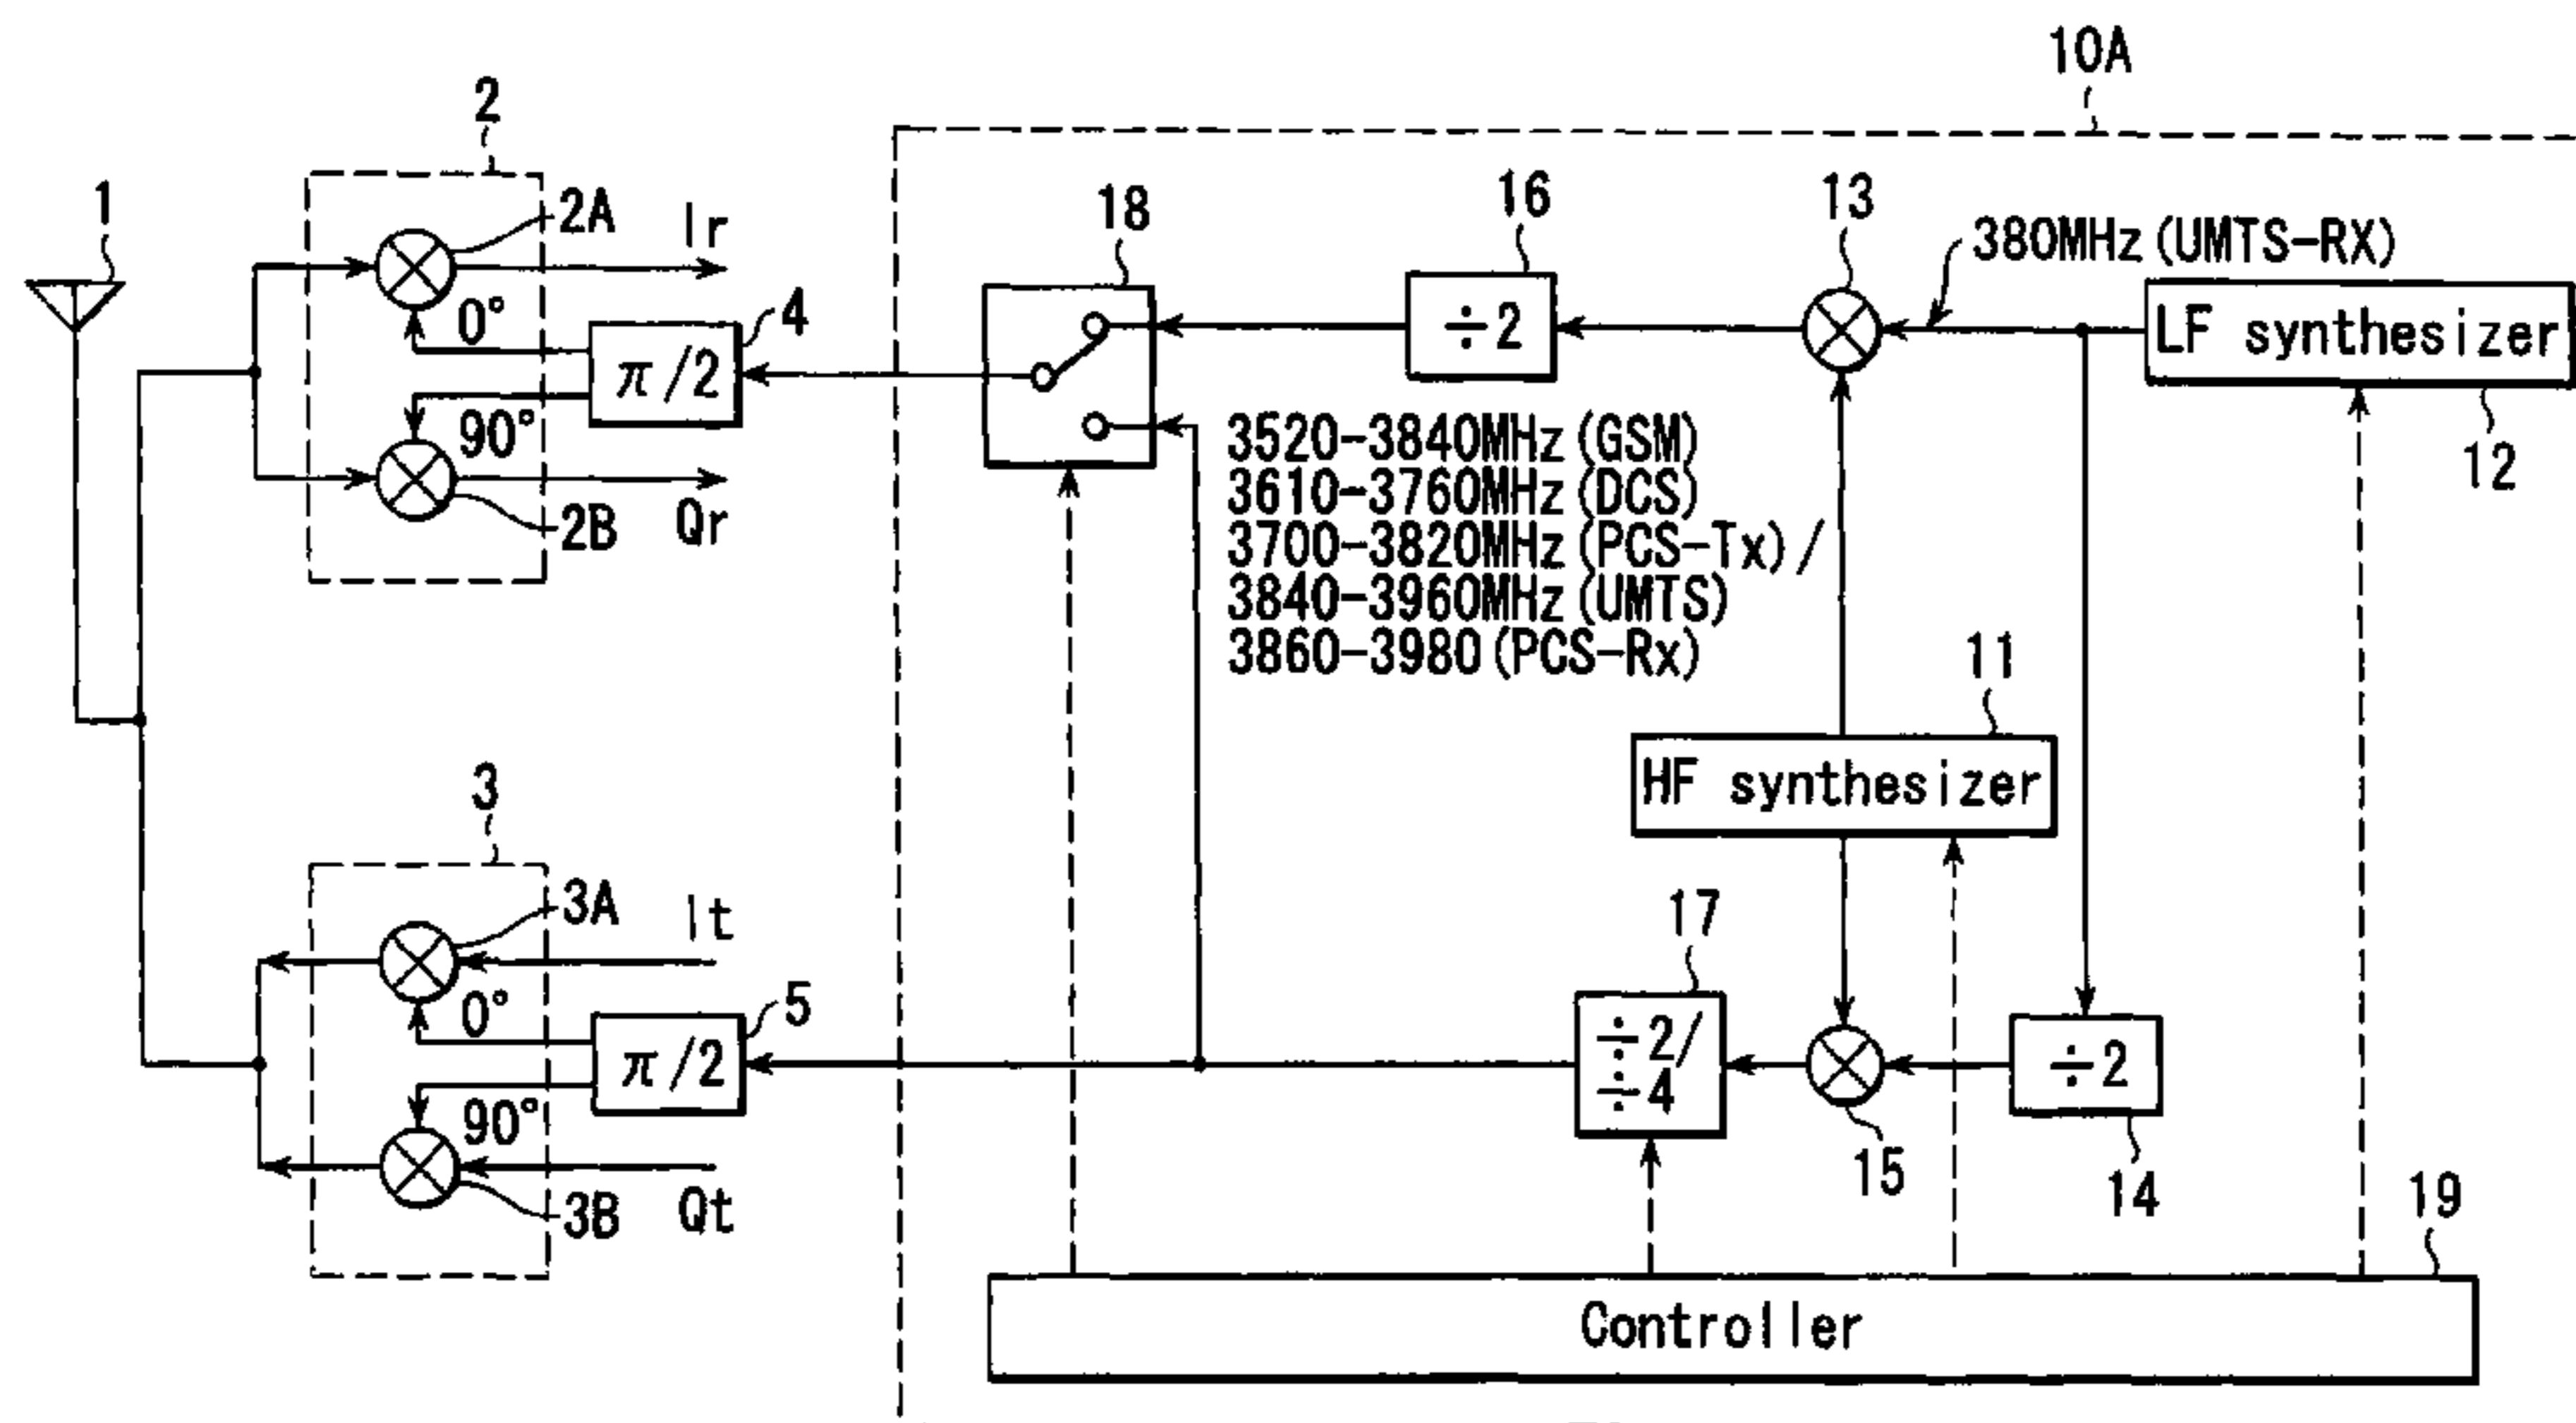 10A
2
1
2A
Ir
18
16
13
380MHz(UMTS-RX)
0°
4
÷2
LF synthesizer
π/2
90°
12
2B
Qr
3520-3840MHz(GSM)
3610-3760MHz(DCS)
3700-3820MHz(PCS-Tx)/
3840-3960MHz(UMTS)
3860-3980(PCS-Rx)
11
HF synthesizer
3
3A
It
17
0°
5
÷2/
÷4
÷2
π/2
90°
15
14
3B
Qt
19
Controller